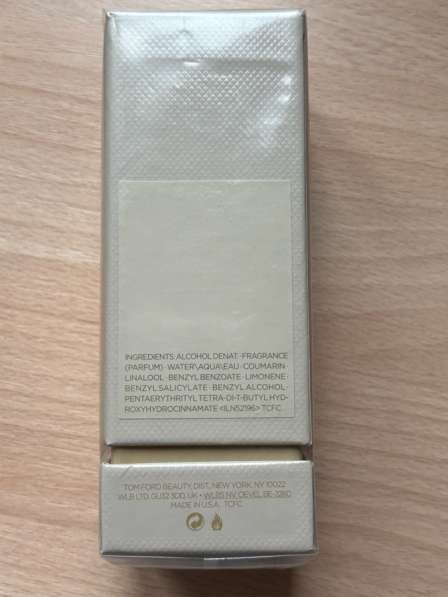 INGREDIENTS: ALCOHOL DENAT· FRAGRANCE
(PARFUM)· WATER\AQUA\EAU· COUMARIN·
LINALOOL· BENZYL BENZOATE· LIMONENE·
BENZYL SALICYLATE· BENZYL ALCOHOL·
PENTAERYTHRITYL TETRA-DI-T-BUTYL HYD-
ROXYHYDROCINNAMATE <ILN52196> TCFC
TOM FORD BEAUTY, DIST., NEW YORK, NY 10022
WLB LTD, GU32 3DD, UK • WLBS NV OEVEL BE-2260
MADE IN U.S.A. TCFC